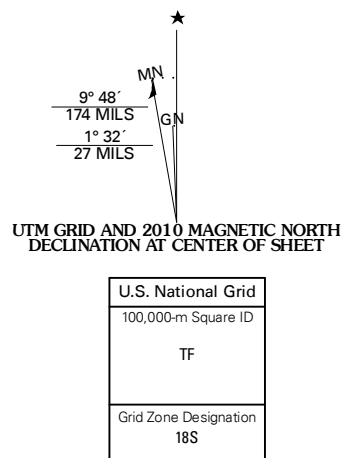 MN
GN
9° 48´
174 MILS
1° 32´
27 MILS
UTM GRID AND 2010 MAGNETIC NORTH
DECLINATION AT CENTER OF SHEET
U.S. National Grid
100,000-m Square ID
TF
Grid Zone Designation
18S